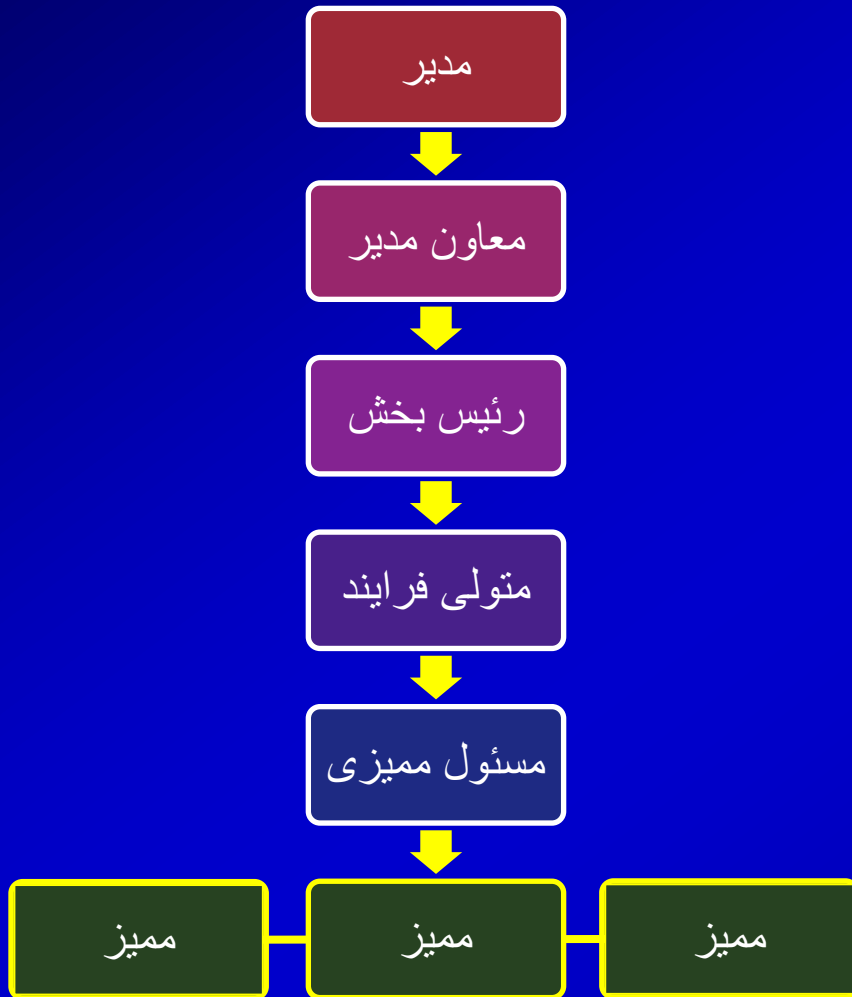 مدیر
معاون مدیر
رئیس بخش
متولی فرایند
مسئول ممیزی
ممیز
ممیز
ممیز